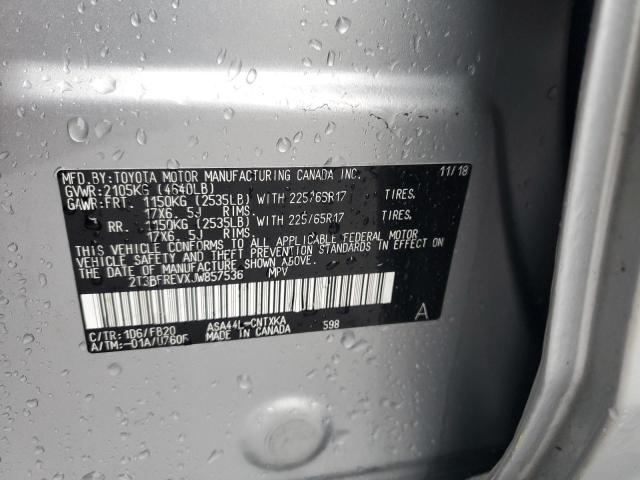 MFD.BY:TOYOTA MOTOR MANUFACTURING CANADA INC. 11/18
GVWR:2105KG (4640LB)
GAWR:FRT. 1150KG (2535LB) WITH 225/65R17 TIRES.
17X6.5J RIMS.
RR. 1150KG (2535LB) WITH 225/65R17 TIRES.
17X6.5J RIMS.
THIS VEHICLE CONFORMS TO ALL APPLICABLE FEDERAL MOTOR
VEHICLE SAFETY AND THEFT PREVENTION STANDARDS IN EFFECT ON
THE DATE OF MANUFACTURE SHOWN ABOVE.
2T3BFREVXJW857536 MPV
A
C/TR:1D6/FB20 ASA44L-CNTXKA 598
A/TM:-01A/U760F MADE IN CANADA